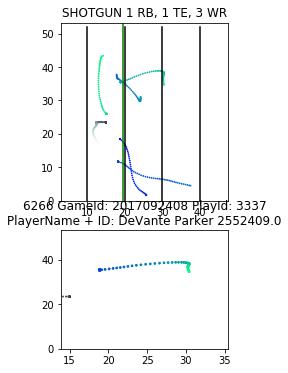 SHOTGUN 1 RB, 1 TE, 3 WR
50
40
30
20
10
0
10 20 30 40
6266 GameId: 2017092408 PlayId: 3337
PlayerName + ID: DeVante Parker 2552409.0
40
20
0
15 20 25 30 35